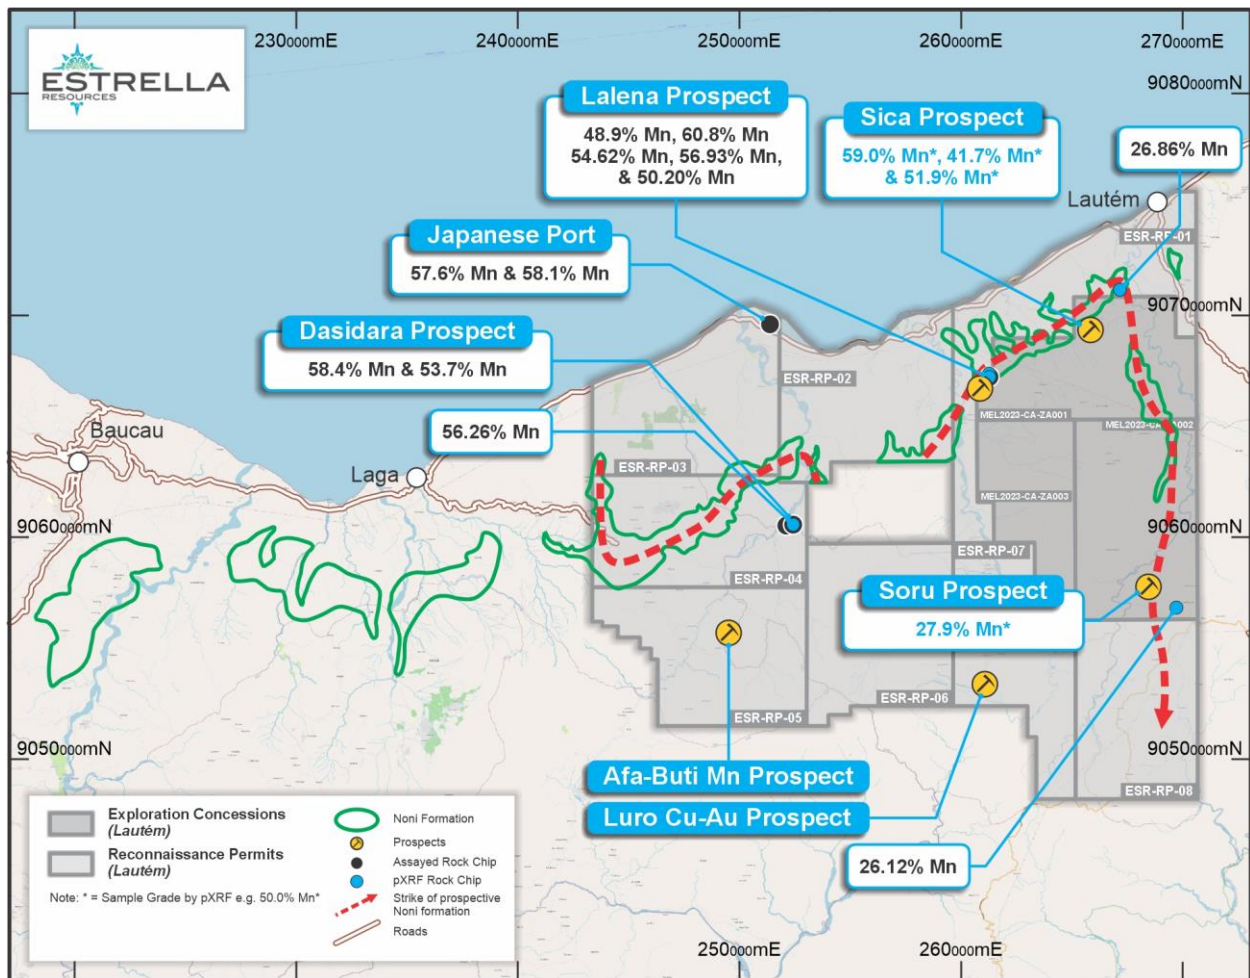 230000mE
240000mE
250000mE
260000mE
270000mE
9080000mN
ESTRELLA
RESOURCES
Lalena Prospect
48.9% Mn, 60.8% Mn
54.62% Mn, 56.93% Mn,
& 50.20% Mn
Sica Prospect
59.0% Mn*, 41.7% Mn*
& 51.9% Mn*
26.86% Mn
Lautém
ESR-RP-01
Japanese Port
57.6% Mn & 58.1% Mn
9070000mN
Dasidara Prospect
58.4% Mn & 53.7% Mn
ESR-RP-02
56.26% Mn
MEL2023-CA-ZA001
Baucau
Laga
ESR-RP-03
MEL2023-CA-ZA003
9060000mN
9060000mN
ESR-RP-07
ESR-RP-04
Soru Prospect
27.9% Mn*
ESR-RP-06
ESR-RP-05
9050000mN
9050000mN
Afa-Buti Mn Prospect
ESR-RP-08
Luro Cu-Au Prospect
26.12% Mn
Exploration Concessions
(Lautém)
Reconnaissance Permits
(Lautém)
Note: * = Sample Grade by pXRF e.g. 50.0% Mn*
Noni Formation
Prospects
Assayed Rock Chip
pXRF Rock Chip
Strike of prospective
Noni formation
Roads
250000mE
260000mE